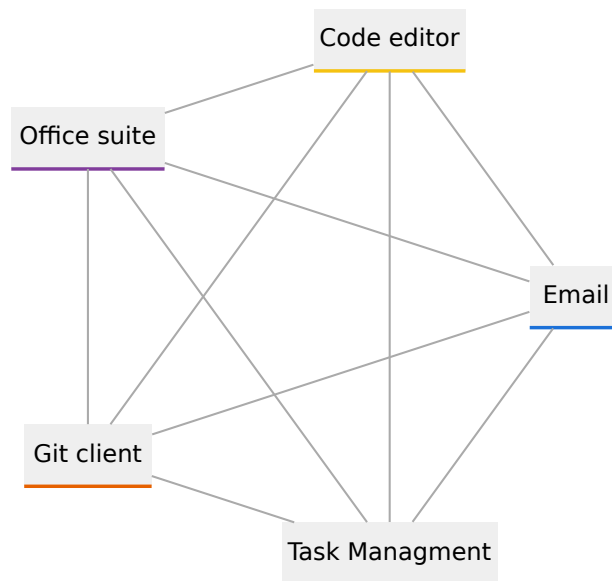 Code editor
Office suite
Email
Git client
Task Managment